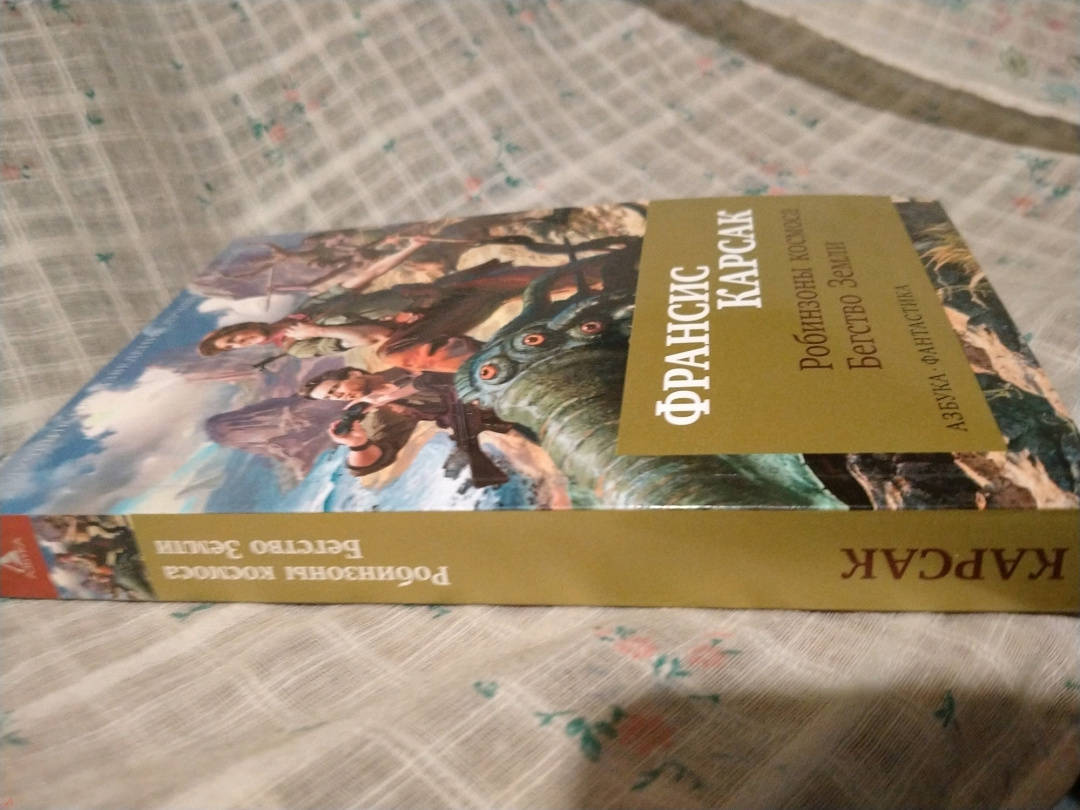 ФРАНСИС
КАРСАК
Робинзоны космоса
Бегство Земли
АЗБУКА · ФАНТАСТИКА
КАРСАК
Робинзоны космоса
Бегство Земли